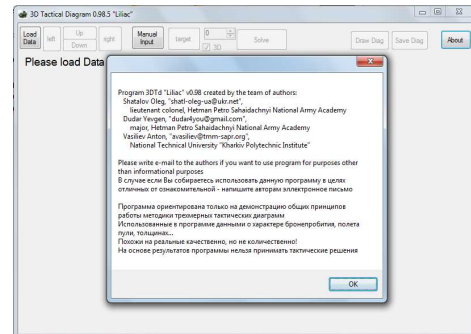 3D Tactical Diagram 0.98.5 "Liliac"
Load Data
left
Up
Down
right
Manual Input
target
0
3D
Solve
Draw Diag
Save Diag
About
Please load Data
Program 3DTd "Liliac" v0.98 created by the team of authors:
Shatalov Oleg, "shatl-oleg-ua@ukr.net",
lieutenant colonel, Hetman Petro Sahaidachnyi National Army Academy
Dudar Yevgen, "dudar4you@gmail.com",
major, Hetman Petro Sahaidachnyi National Army Academy
Vasiliev Anton, "avasiliev@tmm-sapr.org",
National Technical University "Kharkiv Polytechnic Institute"
Please write e-mail to the authors if you want to use program for purposes other
than informational purposes
В случае если Вы собираетесь использовать данную программу в целях
отличных от ознакомительной - напишите авторам эллектронное письмо
Программа ориентирована только на демонстрацию общих принципов
работы методики трехмерных тактических диаграмм
Использованные в программе данными о характере бронепробития, полета
пули, толщинах...
Похожи на реальные качественно, но не количественно!
На основе результатов программы нельзя принимать тактические решения
OK